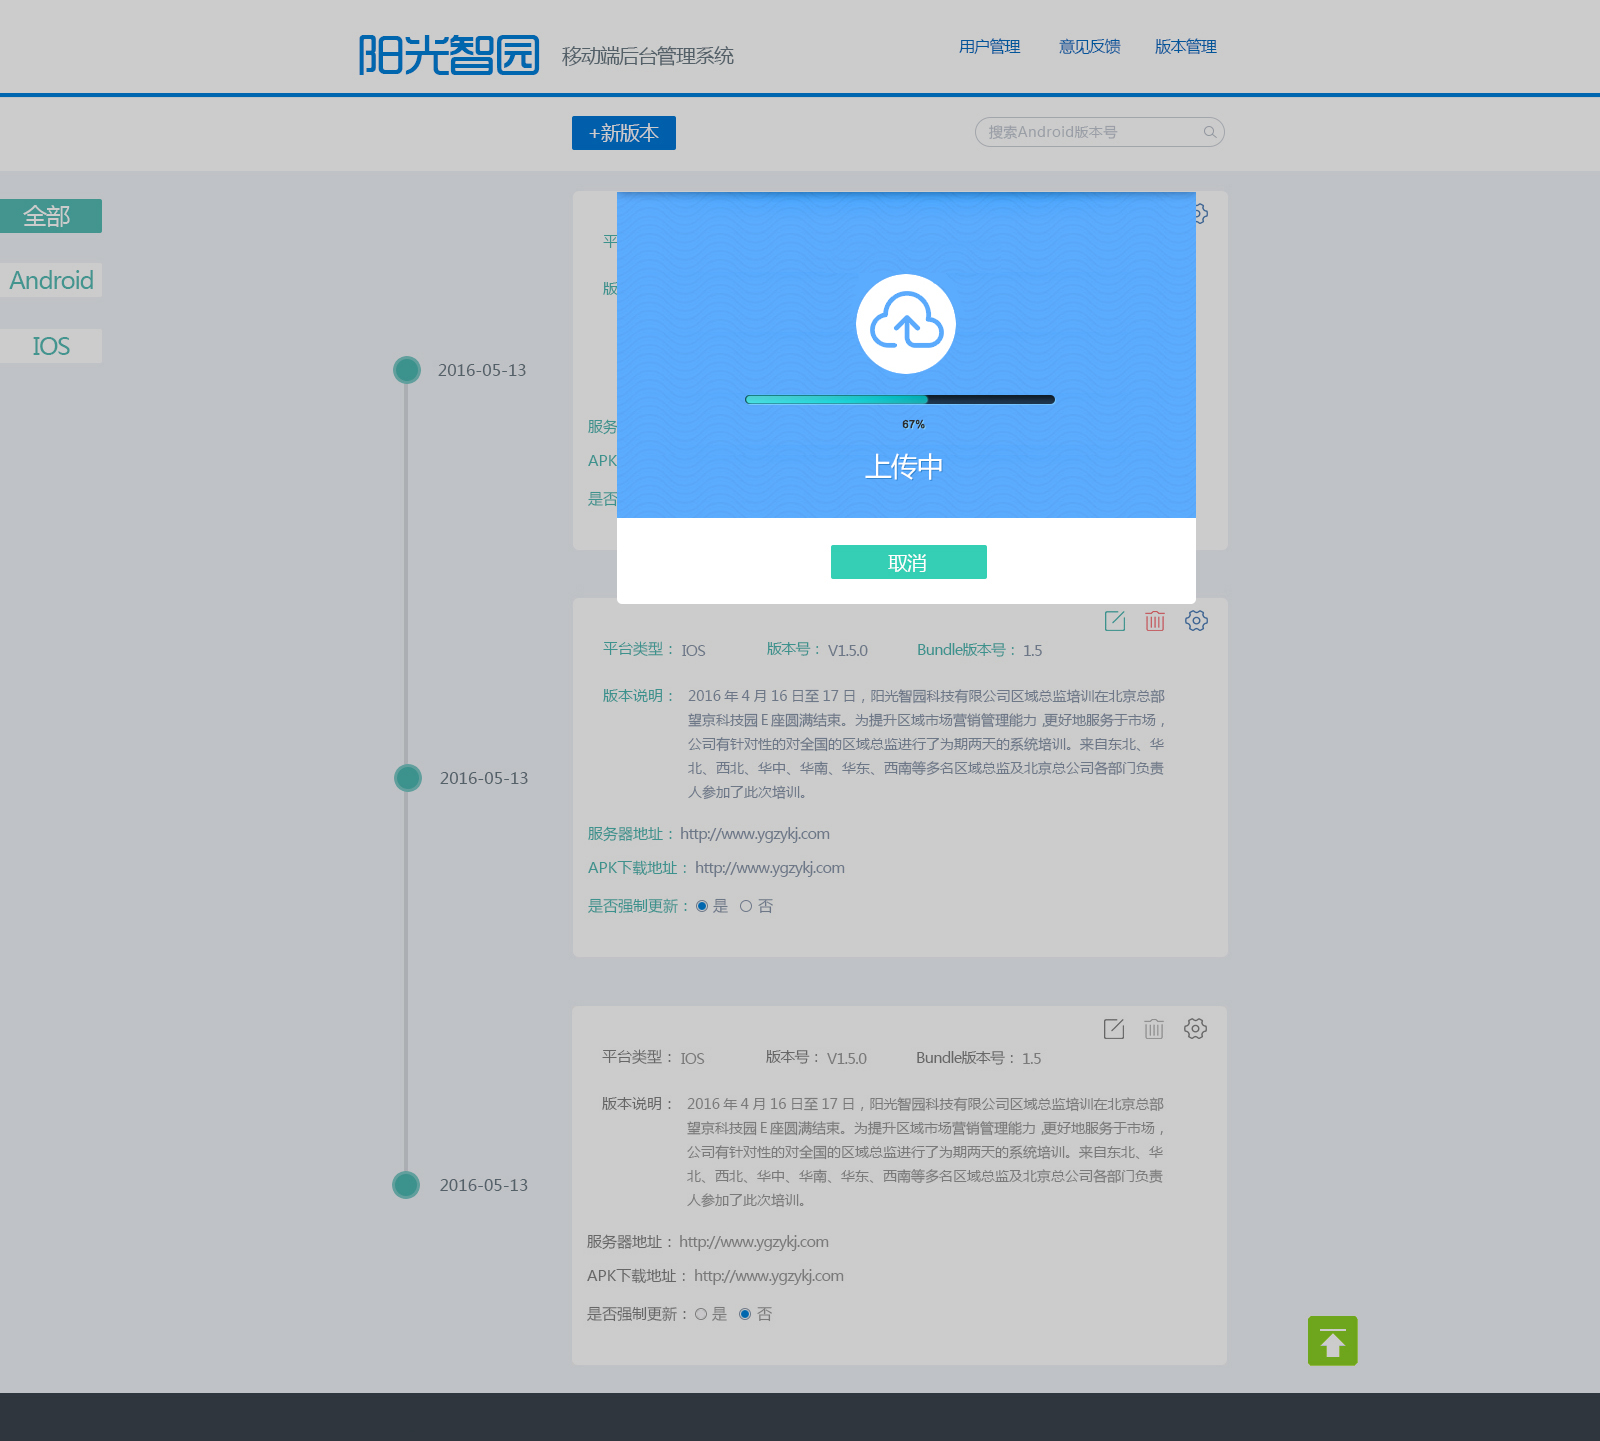 阳光智园
移动端后台管理系统
用户管理 意见反馈 版本管理
+新版本
搜索Android版本号
全部
Android
IOS
平
版
2016-05-13
服务
APK
是否
67%
上传中
取消
平台类型： IOS 版本号： V1.5.0 Bundle版本号： 1.5
版本说明： 2016 年 4 月 16 日至 17 日，阳光智园科技有限公司区域总监培训在北京总部
望京科技园 E 座圆满结束。为提升区域市场营销管理能力，更好地服务于市场，
公司有针对性的对全国的区域总监进行了为期两天的系统培训。来自东北、华
北、西北、华中、华南、华东、西南等多名区域总监及北京总公司各部门负责
人参加了此次培训。
2016-05-13
服务器地址： http://www.ygzykj.com
APK下载地址： http://www.ygzykj.com
是否强制更新： 是 否
平台类型： IOS 版本号： V1.5.0 Bundle版本号： 1.5
版本说明： 2016 年 4 月 16 日至 17 日，阳光智园科技有限公司区域总监培训在北京总部
望京科技园 E 座圆满结束。为提升区域市场营销管理能力，更好地服务于市场，
公司有针对性的对全国的区域总监进行了为期两天的系统培训。来自东北、华
北、西北、华中、华南、华东、西南等多名区域总监及北京总公司各部门负责
人参加了此次培训。
2016-05-13
服务器地址： http://www.ygzykj.com
APK下载地址： http://www.ygzykj.com
是否强制更新： 是 否